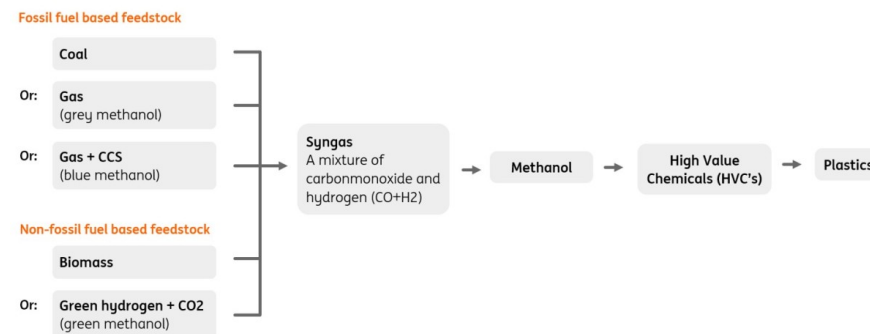 Fossil fuel based feedstock
Coal
Or:
Gas
(grey methanol)
Or:
Gas + CCS
(blue methanol)
Non-fossil fuel based feedstock
Biomass
Or:
Green hydrogen + CO2
(green methanol)
Syngas
A mixture of
carbonmonoxide and
hydrogen (CO+H2)
Methanol
High Value
Chemicals (HVC's)
Plastics